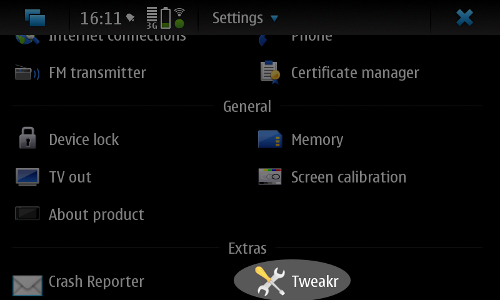 16:11 3G Settings
Internet connections Phone
FM transmitter Certificate manager
General
Device lock Memory
TV out Screen calibration
About product
Extras
Crash Reporter Tweakr